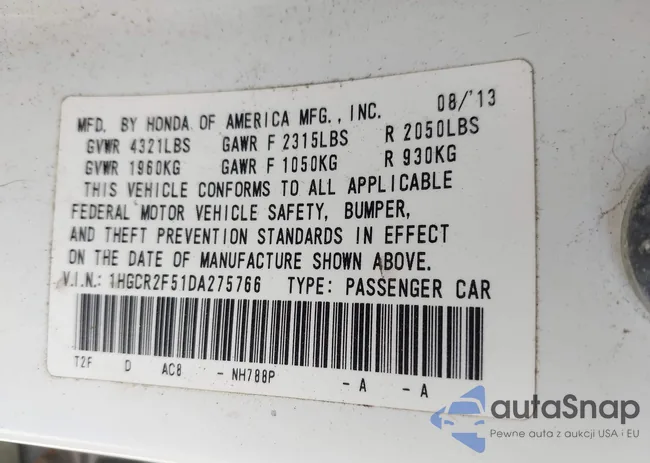 MFD. BY HONDA OF AMERICA MFG., INC. 08/'13
GVWR 4321LBS GAWR F 2315LBS R 2050LBS
GVWR 1960KG GAWR F 1050KG R 930KG
THIS VEHICLE CONFORMS TO ALL APPLICABLE
FEDERAL MOTOR VEHICLE SAFETY, BUMPER,
AND THEFT PREVENTION STANDARDS IN EFFECT
ON THE DATE OF MANUFACTURE SHOWN ABOVE.
V.I.N.: 1HGCR2F51DA275766 TYPE: PASSENGER CAR
T2F D AC8 - NH788P - A - A
autaSnap
Pewne auta z aukcji USA i EU